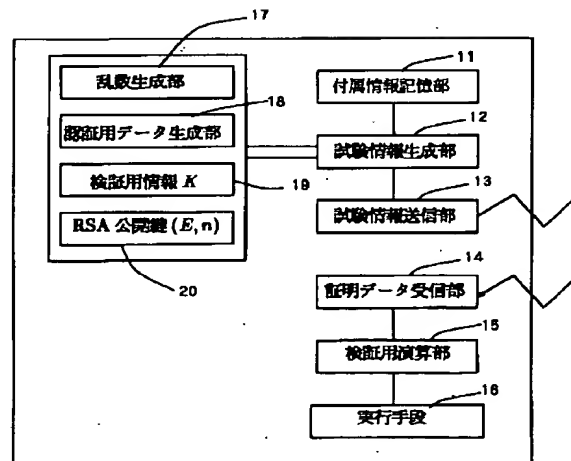 17
乱数生成部
18
認証用データ生成部
検証用情報 K
19
RSA 公開鍵 (E, n)
20
11
付属情報記憶部
12
試験情報生成部
13
試験情報送信部
14
証明データ受信部
15
検証用演算部
16
実行手段